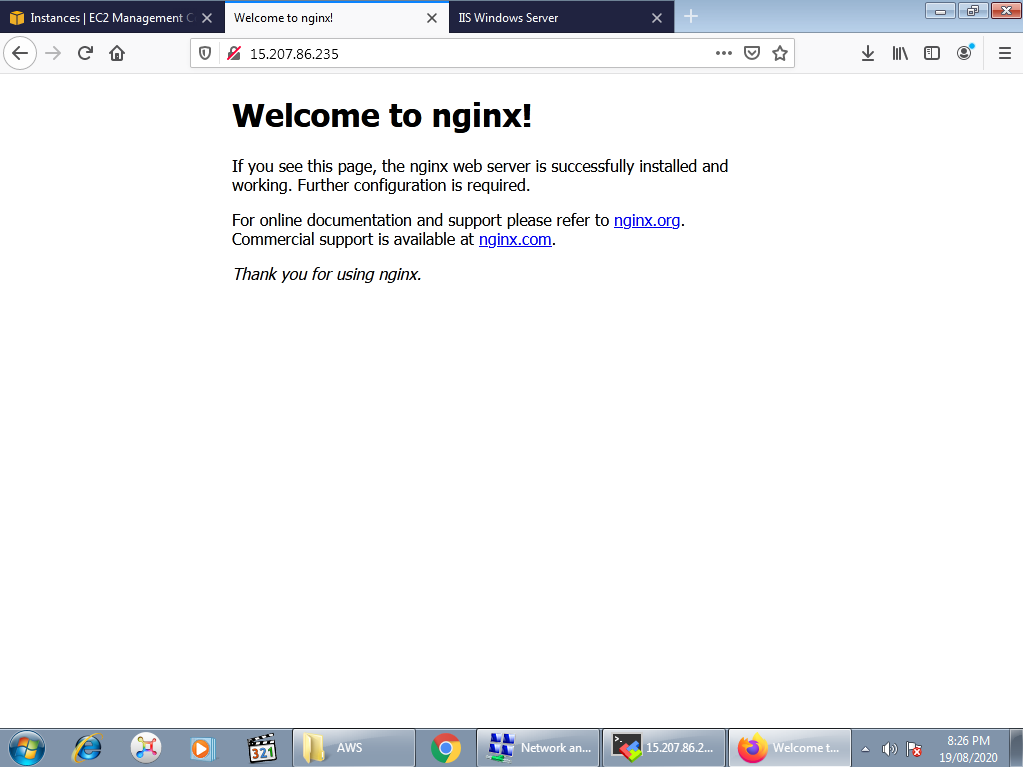 Instances | EC2 Management C
Welcome to nginx!
IIS Windows Server
15.207.86.235
Welcome to nginx!
If you see this page, the nginx web server is successfully installed and
working. Further configuration is required.
For online documentation and support please refer to nginx.org.
Commercial support is available at nginx.com.
Thank you for using nginx.
321
AWS
Network an...
15.207.86.2...
Welcome t...
8:26 PM
19/08/2020